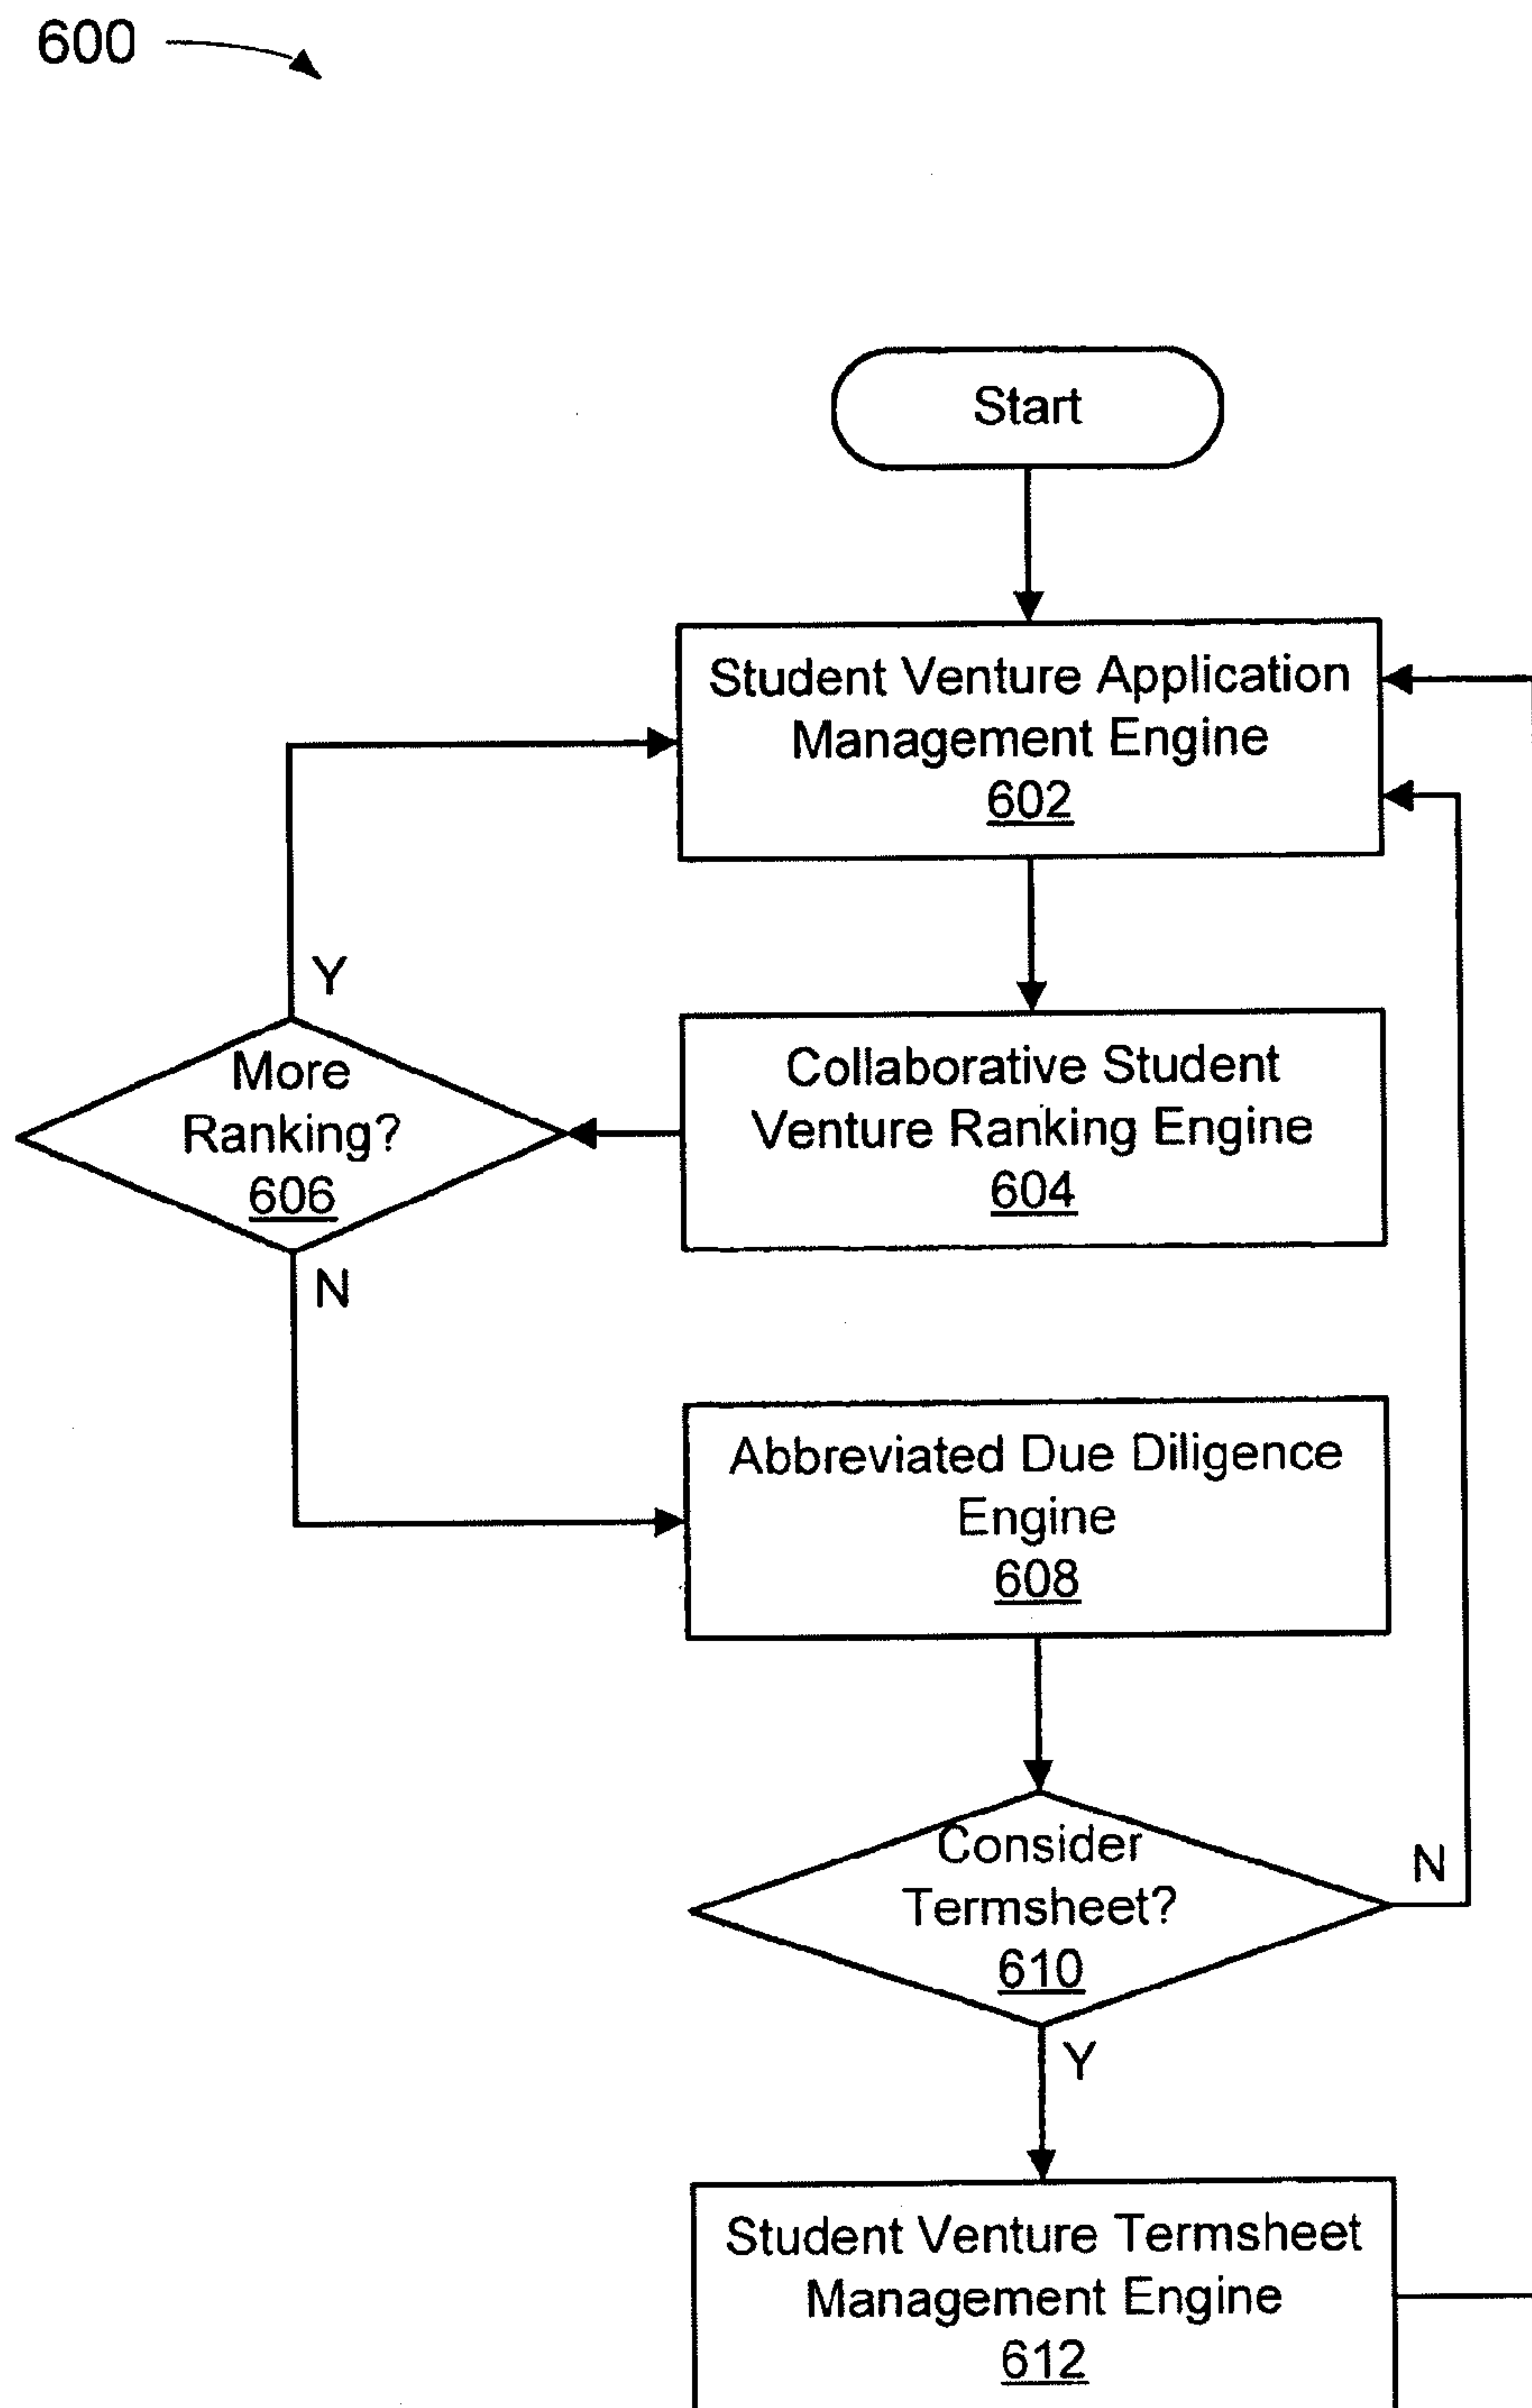 600
Start
Student Venture Application
Management Engine
602
Y
More
Ranking?
606
Collaborative Student
Venture Ranking Engine
604
N
Abbreviated Due Diligence
Engine
608
Consider
Termsheet?
610
N
Y
Student Venture Termsheet
Management Engine
612